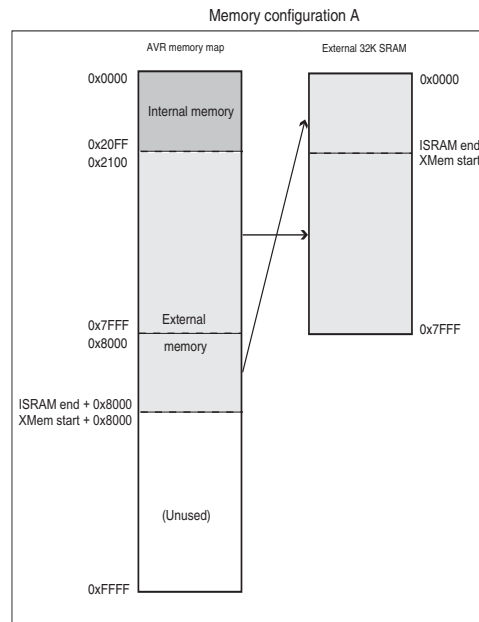 Memory configuration A
AVR memory map
External 32K SRAM
0x0000
0x0000
Internal memory
0x20FF
0x2100
ISRAM end
XMem start
0x7FFF
0x8000
External
memory
0x7FFF
ISRAM end + 0x8000
XMem start + 0x8000
(Unused)
0xFFFF